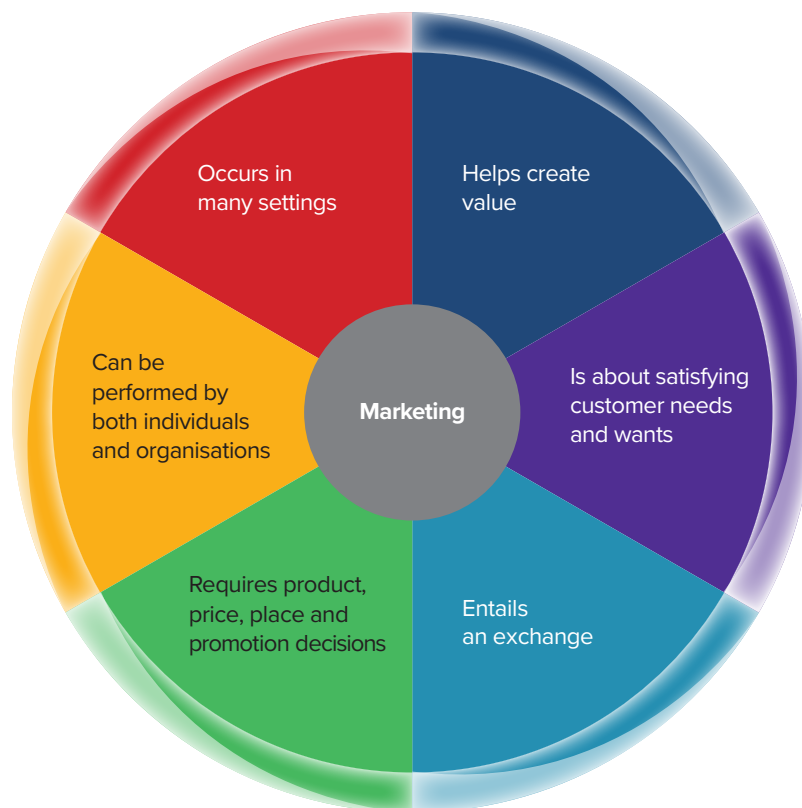 Marketing
Helps create
value
Is about satisfying
customer needs
and wants
Entails
an exchange
Requires product,
price, place and
promotion decisions
Can be
performed by
both individuals
and organisations
Occurs in
many settings